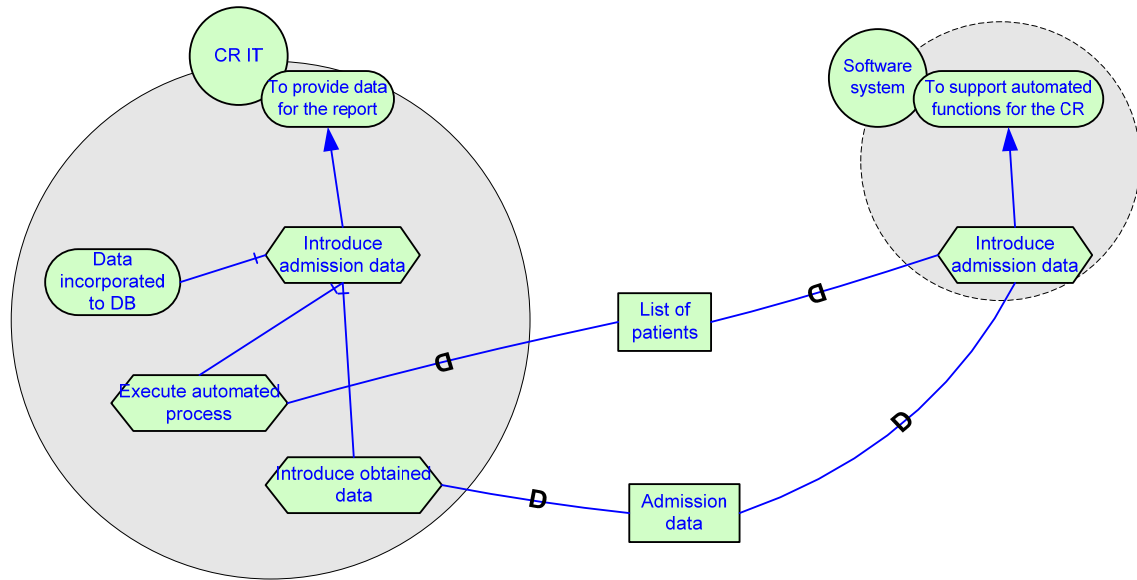 CR IT
To provide data
for the report
Software
system
To support automated
functions for the CR
Introduce
admission data
Data
incorporated
to DB
Introduce
admission data
List of
patients
D
D
Execute automated
process
D
Introduce obtained
data
D
Admission
data